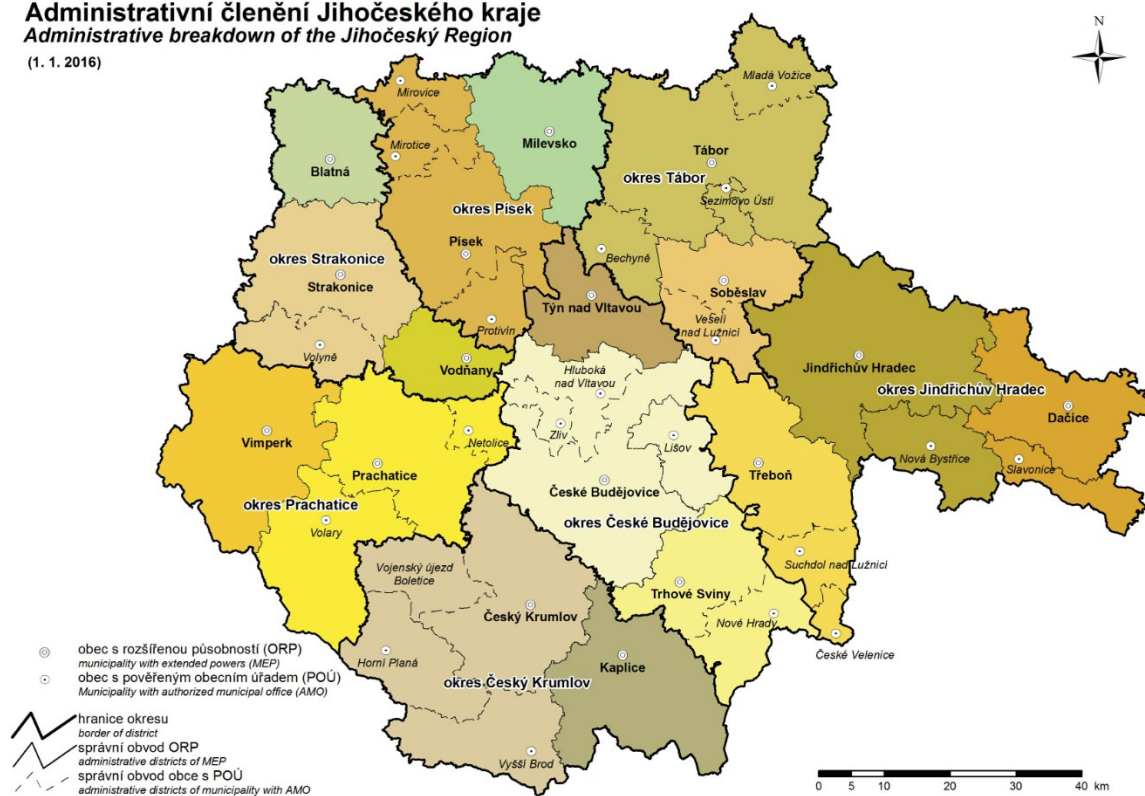 Administrativní členění Jihočeského kraje
Administrative breakdown of the Jihočeský Region
(1. 1. 2016)
N
Mladá Vožice
Mirovice
Milevsko
Mirotice
Blatná
Tábor
okres Tábor
Sezimovo Ústí
okres Písek
Písek
Bechyně
okres Strakonice
Strakonice
Soběslav
Týn nad Vltavou
Veselí
nad Lužnicí
Protivín
Volyně
Vodňany
Hluboká
nad Vltavou
Jindřichův Hradec
okres Jindřichův Hradec
Dačice
Vimperk
Netolice
Zliv
Lišov
Nová Bystřice
Slavonice
Prachatice
Třeboň
České Budějovice
okres Prachatice
Volary
okres České Budějovice
Vojenský újezd
Boletice
Suchdol nad Lužnicí
Trhové Sviny
Český Krumlov
Nové Hrady
České Velenice
Horní Planá
Kaplice
okres Český Krumlov
Vyšší Brod
obec s rozšířenou působností (ORP)
municipality with extended powers (MEP)
obec s pověřeným obecním úřadem (POÚ)
Municipality with authorized municipal office (AMO)
hranice okresu
border of district
správní obvod ORP
administrative districts of MEP
správní obvod obce s POÚ
administrative districts of municipality with AMO
0 5 10 20 30 40 km